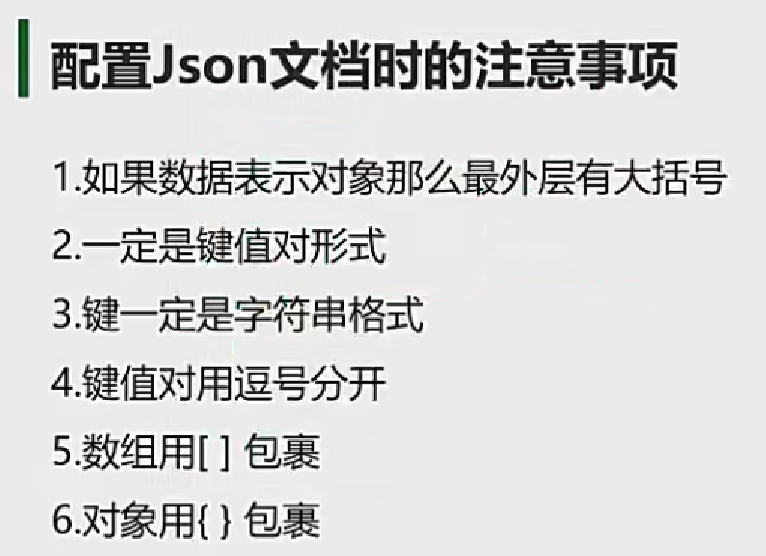 配置Json文档时的注意事项
1.如果数据表示对象那么最外层有大括号
2.一定是键值对形式
3.键一定是字符串格式
4.键值对用逗号分开
5.数组用[ ] 包裹
6.对象用{ } 包裹